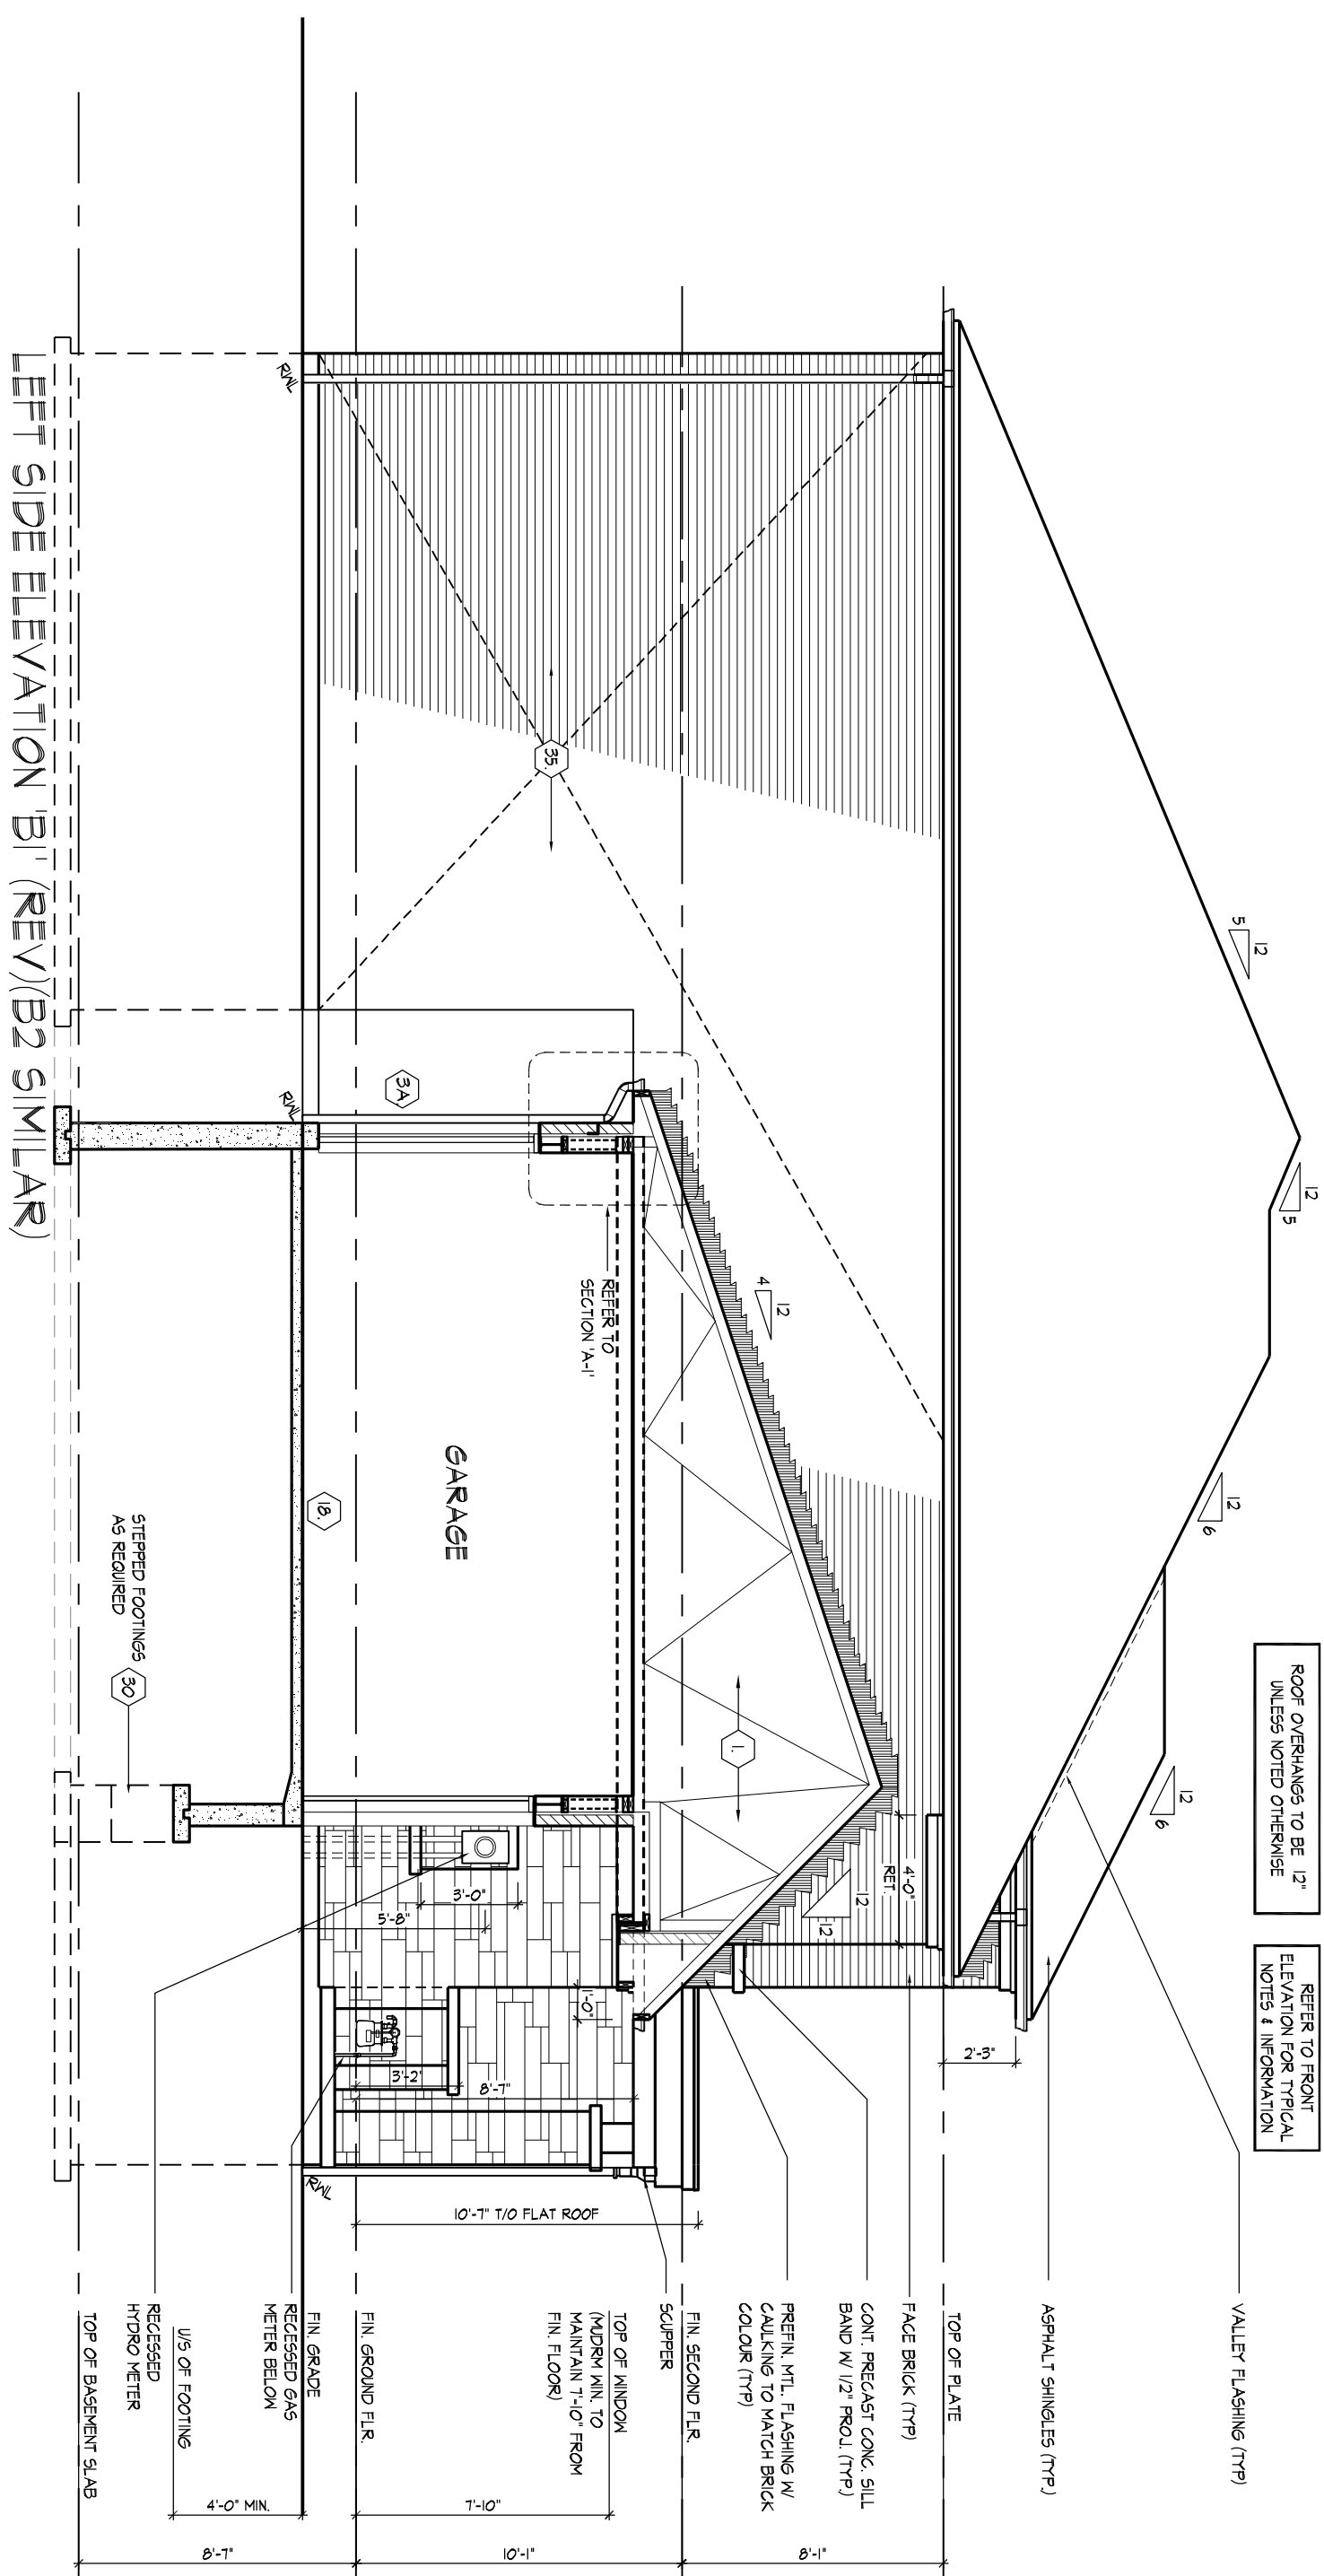 ROOF OVERHANGS TO BE 12"
UNLESS NOTED OTHERWISE
REFER TO FRONT
ELEVATION FOR TYPICAL
NOTES & INFORMATION
12
5
12
5
12
6
12
6
VALLEY FLASHING (TYP)
ASPHALT SHINGLES (TYP.)
2'-3"
TOP OF PLATE
FACE BRICK (TYP)
4'-0"
RET.
CONT. PRECAST CONC. SILL
BAND W/ 1/2" PROJ. (TYP.)
12
12
12
4
PREFIN. MTL. FLASHING W/
CAULKING TO MATCH BRICK
COLOUR (TYP)
1.
FIN. SECOND FLR.
SCUPPER
REFER TO
SECTION 'A-1'
1'-0"
TOP OF WINDOW
(MUDRM WIN. TO
MAINTAIN 7'-10" FROM
FIN. FLOOR)
35.
3A.
GARAGE
3'-0"
5'-8"
8'-7"
3'-2"
10'-7" T/O FLAT ROOF
FIN. GROUND FLR.
18.
RWL
RWL
RWL
FIN. GRADE
RECESSED GAS
METER BELOW
U/S OF FOOTING
RECESSED
HYDRO METER
STEPPED FOOTINGS
AS REQUIRED
30
TOP OF BASEMENT SLAB
4'-0" MIN.
7'-10"
8'-7"
10'-1"
8'-1"
LEFT SIDE ELEVATION 'B1' (REV)(B2 SIMILAR)